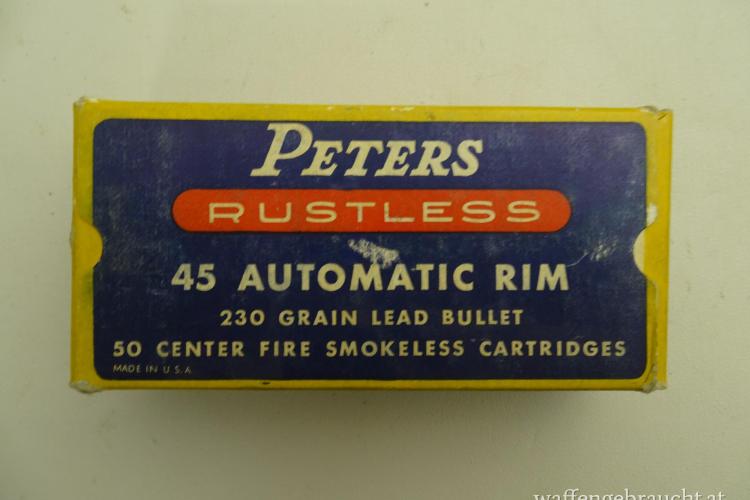 PETERS
RUSTLESS
45 AUTOMATIC RIM
230 GRAIN LEAD BULLET
50 CENTER FIRE SMOKELESS CARTRIDGES
MADE IN U.S.A.
waffengebraucht.at